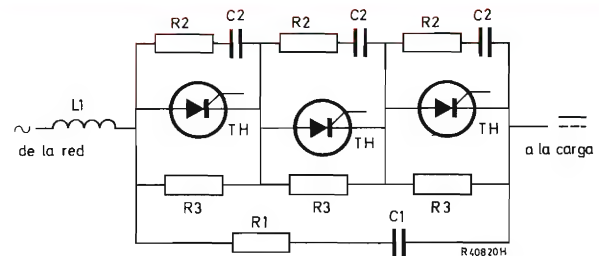 R2 C2 R2 C2 R2 C2
L1
TH TH TH
de la red
a la carga
R3 R3 R3
R1 C1
R40820H